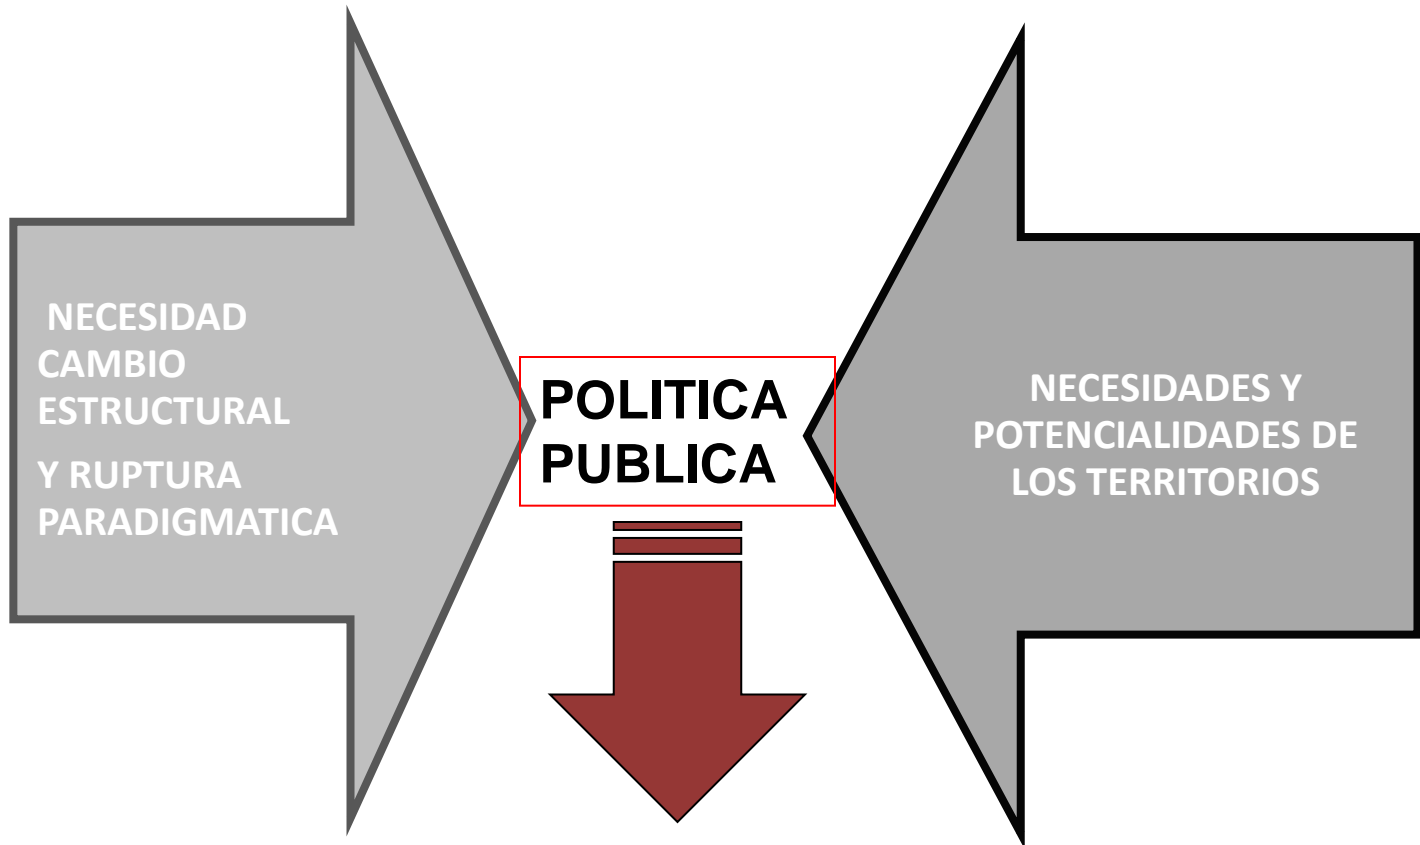 NECESIDAD
CAMBIO
ESTRUCTURAL
Y RUPTURA
PARADIGMATICA
POLITICA
PUBLICA
NECESIDADES Y
POTENCIALIDADES DE
LOS TERRITORIOS